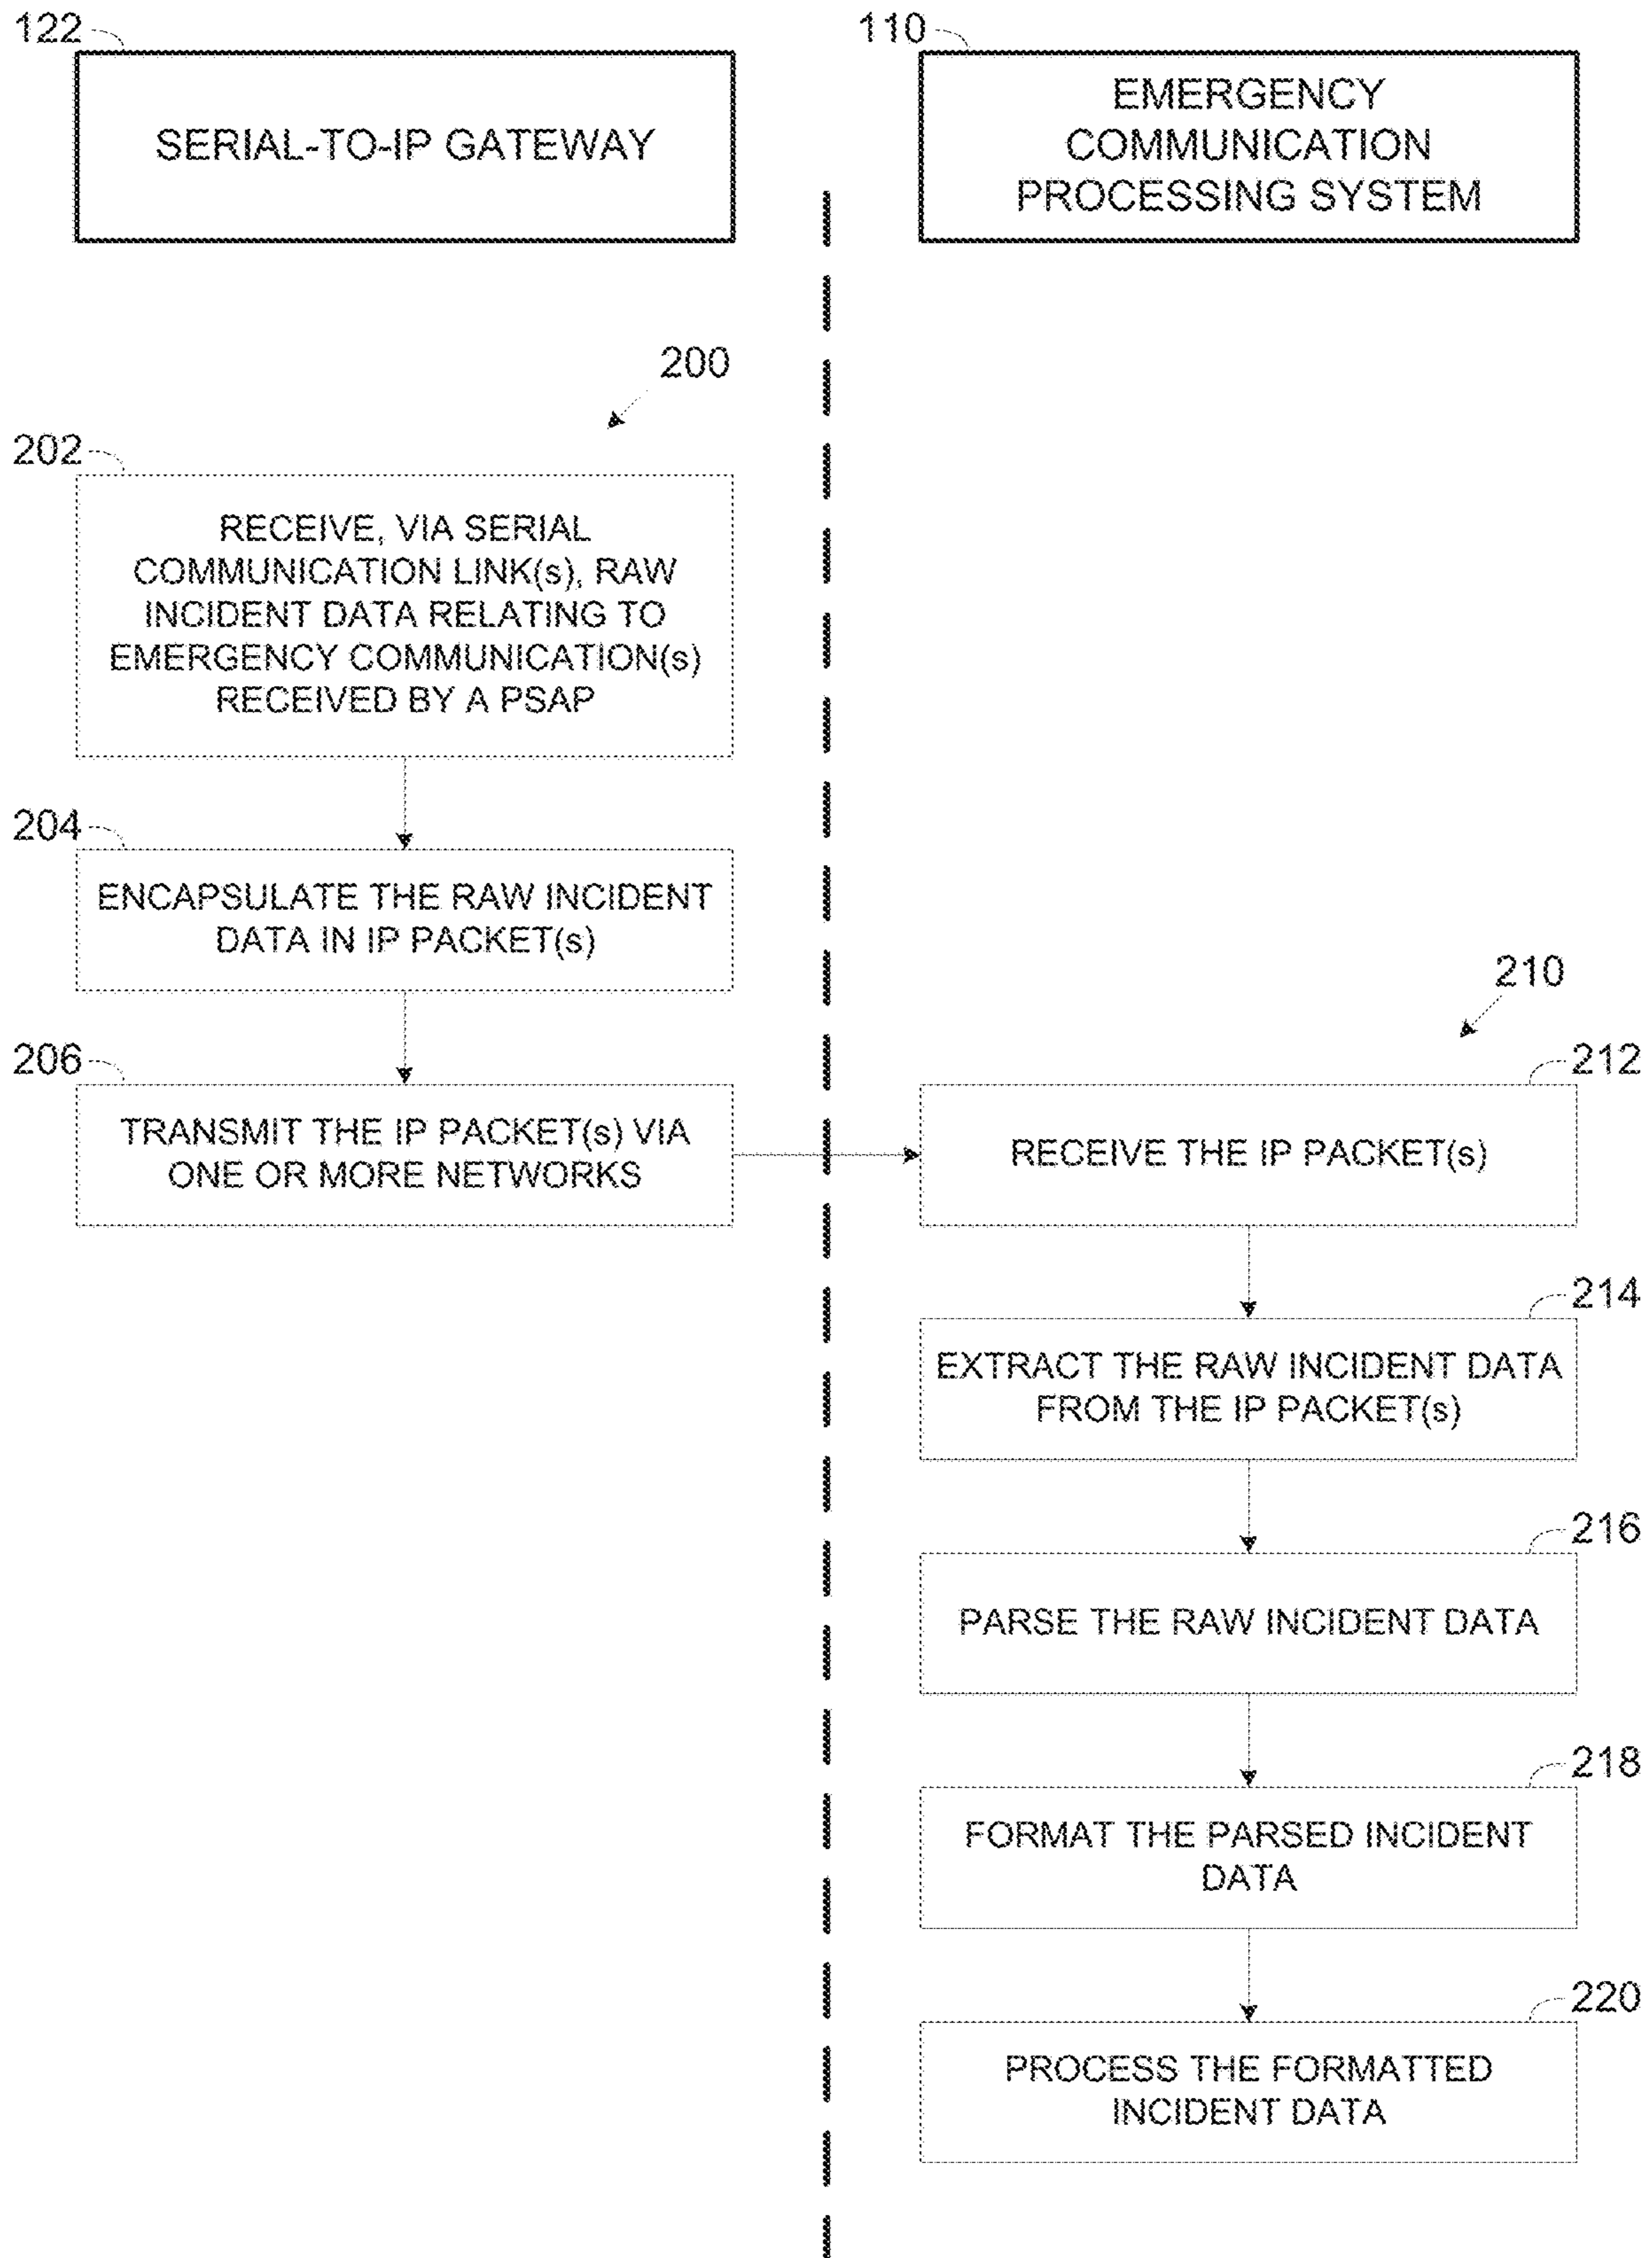 122
SERIAL-TO-IP GATEWAY
110
EMERGENCY
COMMUNICATION
PROCESSING SYSTEM
200
202
RECEIVE, VIA SERIAL
COMMUNICATION LINK(s), RAW
INCIDENT DATA RELATING TO
EMERGENCY COMMUNICATION(s)
RECEIVED BY A PSAP
204
ENCAPSULATE THE RAW INCIDENT
DATA IN IP PACKET(s)
206
TRANSMIT THE IP PACKET(s) VIA
ONE OR MORE NETWORKS
210
212
RECEIVE THE IP PACKET(s)
214
EXTRACT THE RAW INCIDENT DATA
FROM THE IP PACKET(s)
216
PARSE THE RAW INCIDENT DATA
218
FORMAT THE PARSED INCIDENT
DATA
220
PROCESS THE FORMATTED
INCIDENT DATA